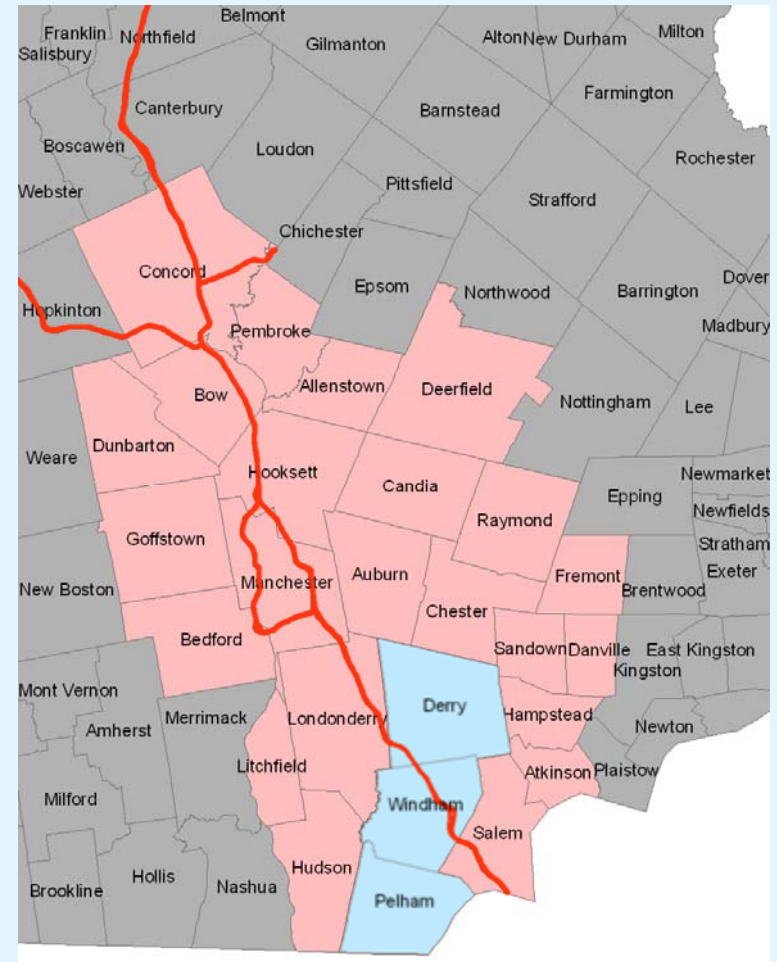 Belmont
Franklin
Northfield
Gilmanton
Alton
New Durham
Milton
Salisbury
Canterbury
Barnstead
Farmington
Boscawen
Loudon
Rochester
Webster
Pittsfield
Strafford
Chichester
Concord
Epsom
Northwood
Barrington
Dover
Hopkinton
Pembroke
Madbury
Allenstown
Deerfield
Bow
Nottingham
Lee
Weare
Dunbarton
Hooksett
Candia
Newmarket
Epping
Raymond
Newfields
Goffstown
Stratham
Auburn
Fremont
Exeter
New Boston
Manchester
Brentwood
Chester
Bedford
Sandown
Danville
East Kingston
Kingston
Mont Vernon
Merrimack
Londonderry
Derry
Hampstead
Newton
Amherst
Litchfield
Atkinson
Plaistow
Milford
Windham
Salem
Hudson
Hollis
Nashua
Brookline
Pelham